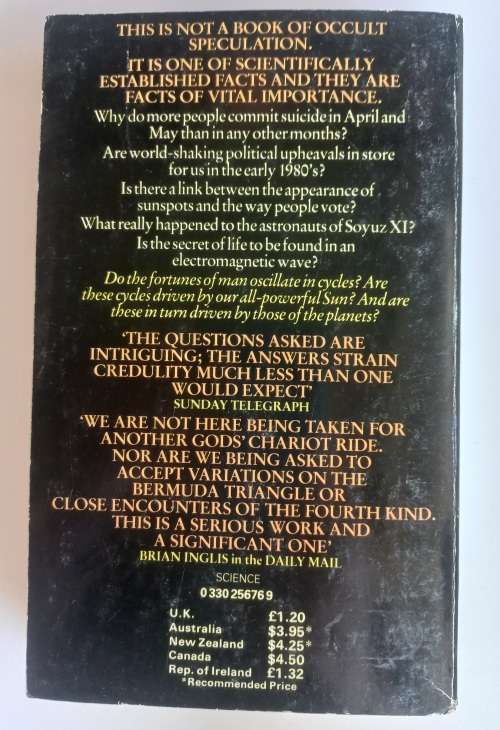 THIS IS NOT A BOOK OF OCCULT
SPECULATION.
IT IS ONE OF SCIENTIFICALLY
ESTABLISHED FACTS AND THEY ARE
FACTS OF VITAL IMPORTANCE.
Why do more people commit suicide in April and
May than in any other months?
Are world-shaking political upheavals in store
for us in the early 1980's?
Is there a link between the appearance of
sunspots and the way people vote?
What really happened to the astronauts of Soyuz XI?
Is the secret of life to be found in an
electromagnetic wave?
Do the fortunes of man oscillate in cycles? Are
these cycles driven by our all-powerful Sun? And are
these in turn driven by those of the planets?
'THE QUESTIONS ASKED ARE
INTRIGUING; THE ANSWERS STRAIN
CREDULITY MUCH LESS THAN ONE
WOULD EXPECT'
SUNDAY TELEGRAPH
'WE ARE NOT HERE BEING TAKEN FOR
ANOTHER GODS' CHARIOT RIDE.
NOR ARE WE BEING ASKED TO
ACCEPT VARIATIONS ON THE
BERMUDA TRIANGLE OR
CLOSE ENCOUNTERS OF THE FOURTH KIND.
THIS IS A SERIOUS WORK AND
A SIGNIFICANT ONE'
BRIAN INGLIS in the DAILY MAIL
SCIENCE
0 330 25676 9
U.K. £1.20
Australia $3.95*
New Zealand $4.25*
Canada $4.50
Rep. of Ireland £1.32
*Recommended Price